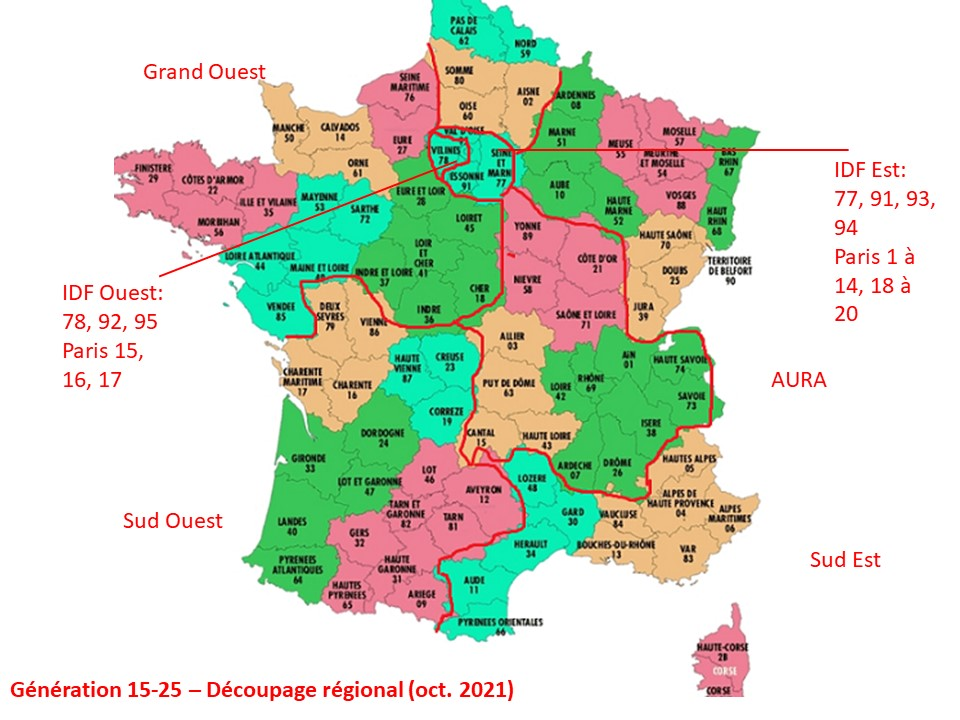 PAS DE
CALAIS
62
NORD
59
Grand Ouest
SOMME
80
SEINE
MARITIME
76
AISNE
02
ARDENNES
08
OISE
60
MANCHE
50
CALVADOS
14
EURE
27
VAL D'OISE
MARNE
51
MEUSE
55
MOSELLE
57
MEURTHE
ET MOSELLE
54
BAS
RHIN
67
YVELINES
78
SEINE
ET
MARN
77
ESSONNE
91
ORNE
61
FINISTERE
29
CÔTES D'ARMOR
22
ILLE ET VILAINE
35
MORBIHAN
56
MAYENNE
53
SARTHE
72
EURE ET LOIR
28
AUBE
10
HAUTE
MARNE
52
VOSGES
88
HAUT
RHIN
68
IDF Est:
77, 91, 93,
94
Paris 1 à
14, 18 à
20
LOIRET
45
YONNE
89
HAUTE SAÔNE
70
LOIRE ATLANTIQUE
44
MAINE ET LOIRE
INDRE ET LOIRE
37
LOIR
ET
CHER
41
CÔTE D'OR
21
DOUBS
25
TERRITOIRE
DE BELFORT
90
IDF Ouest:
78, 92, 95
Paris 15,
16, 17
VENDEE
85
DEUX
SEVRES
79
VIENNE
86
INDRE
36
CHER
18
NIEVRE
58
SAÔNE ET LOIRE
71
JURA
39
ALLIER
03
AIN
01
HAUTE SAVOIE
74
CHARENTE
MARITIME
17
CHARENTE
16
HAUTE
VIENNE
87
CREUSE
23
PUY DE DÔME
63
LOIRE
42
RHÔNE
69
SAVOIE
73
AURA
CORREZE
19
ISERE
38
CANTAL
15
HAUTE LOIRE
43
DORDOGNE
24
GIRONDE
33
LOT
46
LOT ET GARONNE
47
AVEYRON
12
LOZERE
48
ARDECHE
07
DRÔME
26
HAUTES ALPES
05
Sud Ouest
LANDES
40
TARN ET
GARONNE
82
TARN
81
GARD
30
VAUCLUSE
84
ALPES DE
HAUTE PROVENCE
04
ALPES
MARITIMES
06
GERS
32
HERAULT
34
BOUCHES-DU-RHÔNE
13
VAR
83
Sud Est
PYRENEES
ATLANTIQUES
64
HAUTES
PYRENEES
65
HAUTE
GARONNE
31
ARIEGE
09
AUDE
11
PYRENEES ORIENTALES
66
HAUTE-CORSE
2B
CORSE
CORSE
Génération 15-25 – Découpage régional (oct. 2021)